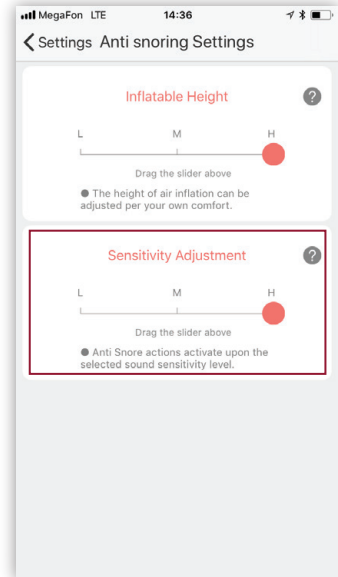 MegaFon LTE 14:36
Settings Anti snoring Settings
Inflatable Height ?
L M H
Drag the slider above
● The height of air inflation can be
adjusted per your own comfort.
Sensitivity Adjustment ?
L M H
Drag the slider above
● Anti Snore actions activate upon the
selected sound sensitivity level.